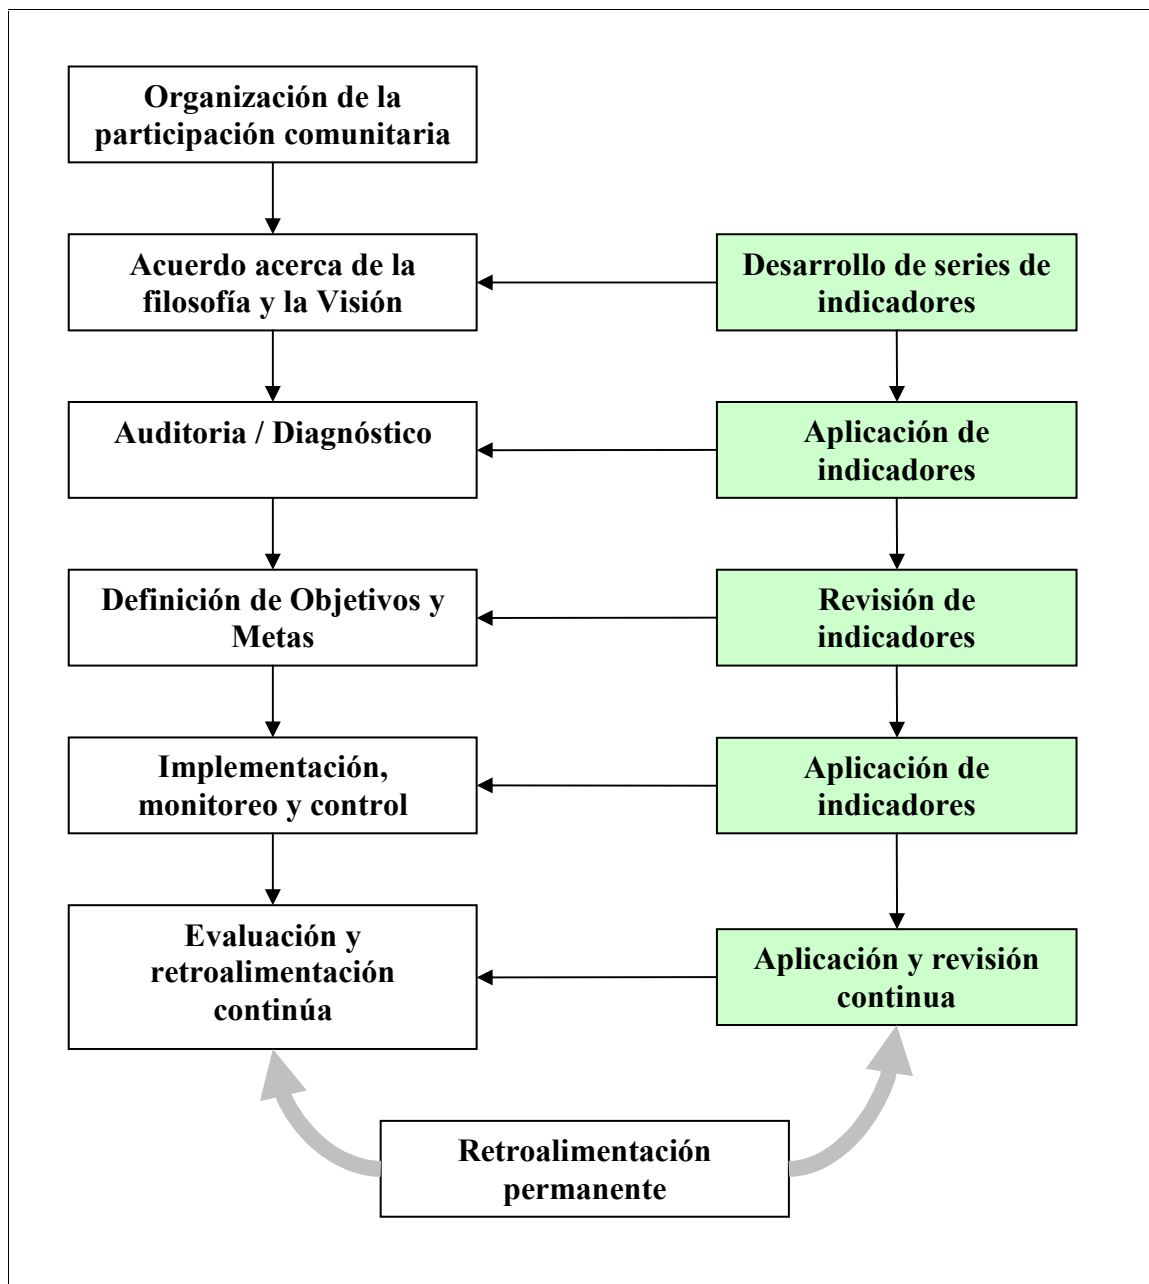 Organización de la
participación comunitaria
Acuerdo acerca de la
filosofía y la Visión
Desarrollo de series de
indicadores
Auditoria / Diagnóstico
Aplicación de
indicadores
Definición de Objetivos y
Metas
Revisión de
indicadores
Implementación,
monitoreo y control
Aplicación de
indicadores
Evaluación y
retroalimentación
continúa
Aplicación y revisión
continua
Retroalimentación
permanente